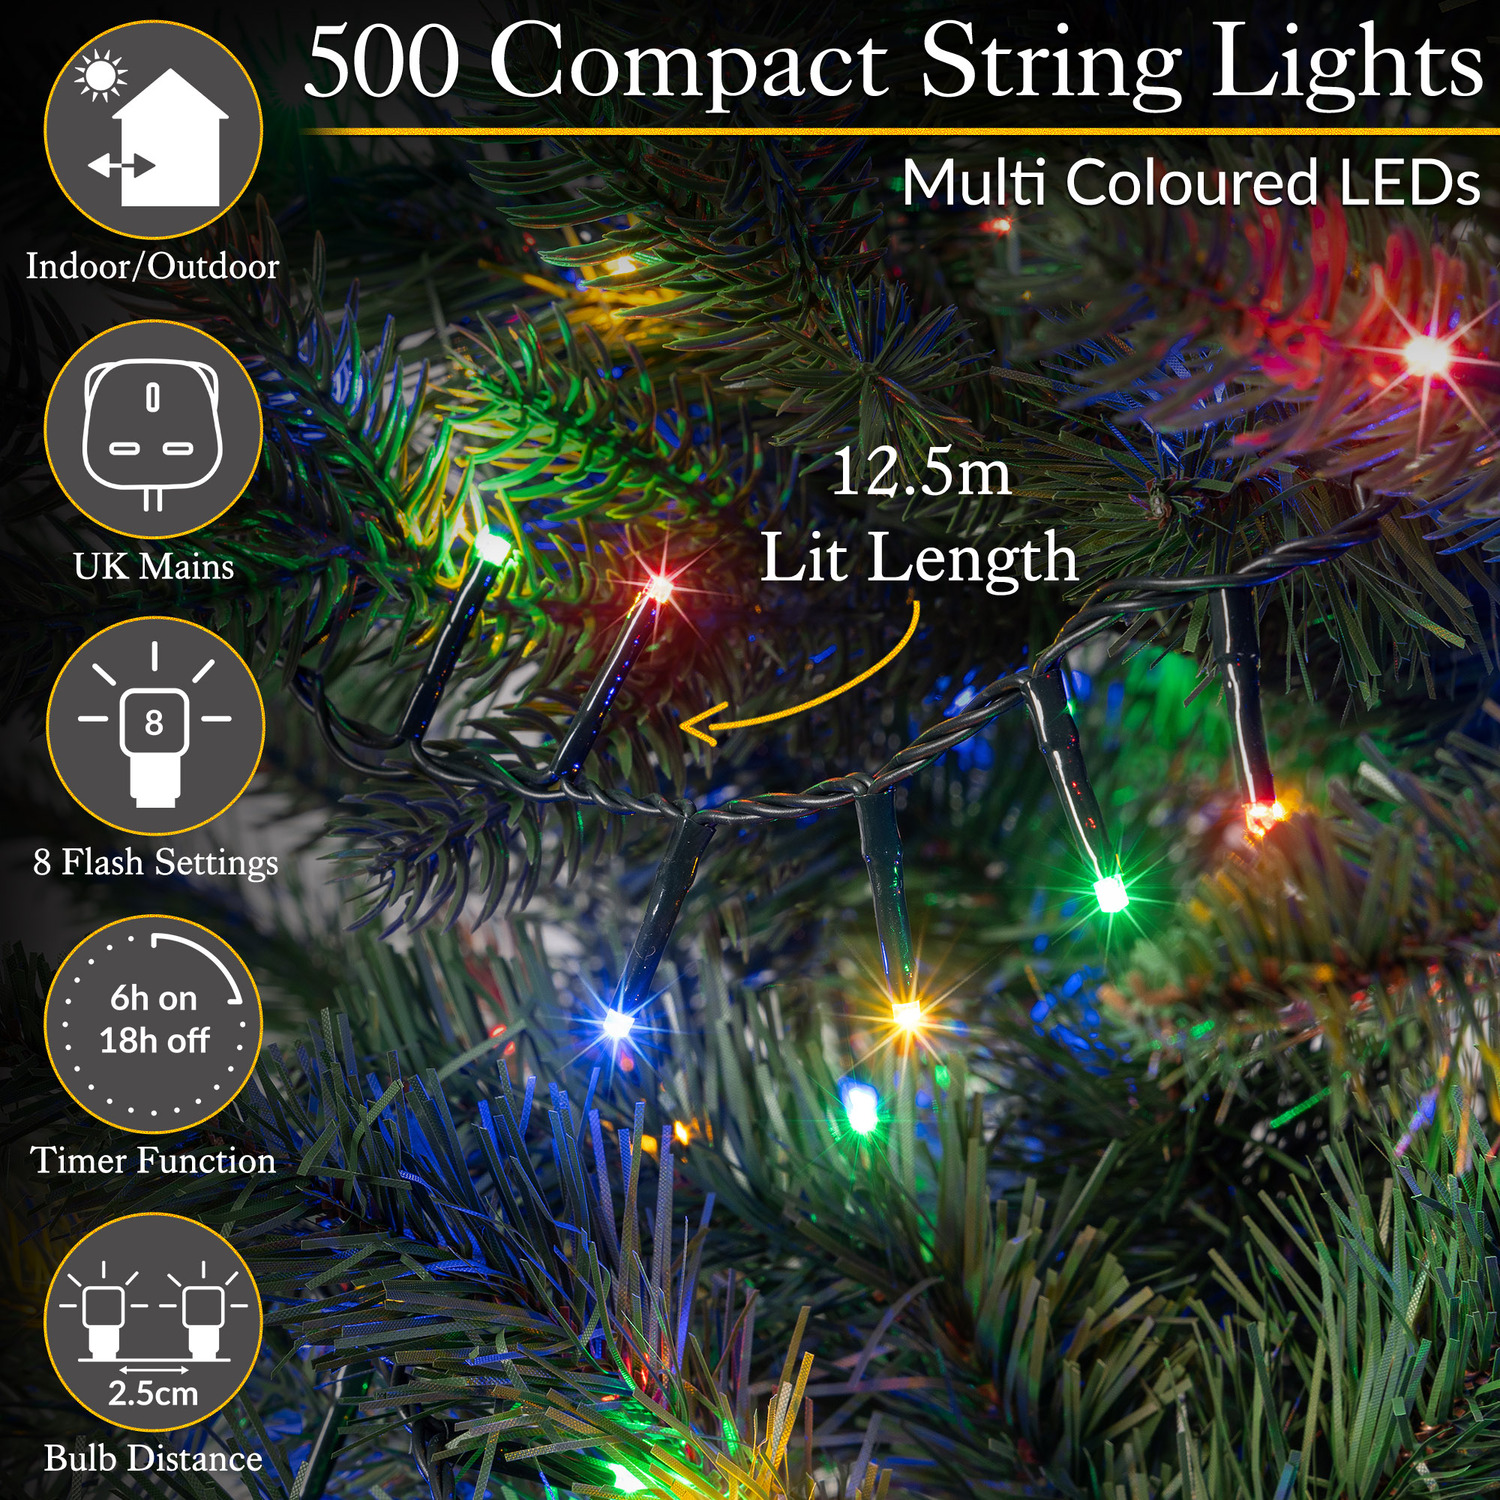 500 Compact String Lights
Multi Coloured LEDs
Indoor/Outdoor
UK Mains
8
8 Flash Settings
6h on
18h off
Timer Function
2.5cm
Bulb Distance
12.5m
Lit Length